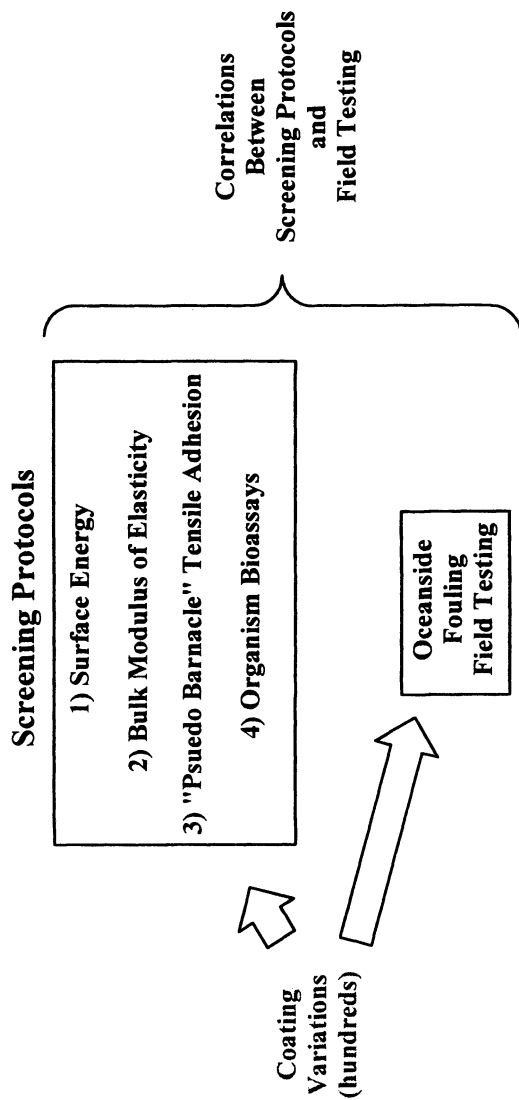 Screening Protocols
1) Surface Energy
2) Bulk Modulus of Elasticity
3) "Psuedo Barnacle" Tensile Adhesion
4) Organism Bioassays
Coating
Variations
(hundreds)
Oceanside
Fouling
Field Testing
Correlations
Between
Screening Protocols
and
Field Testing